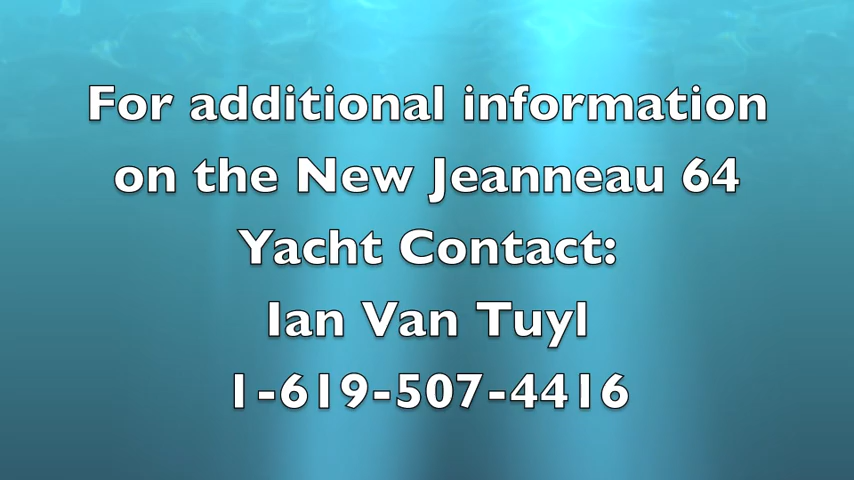 For additional information
on the New Jeanneau 64
Yacht Contact:
Ian Van Tuyl
1-619-507-4416